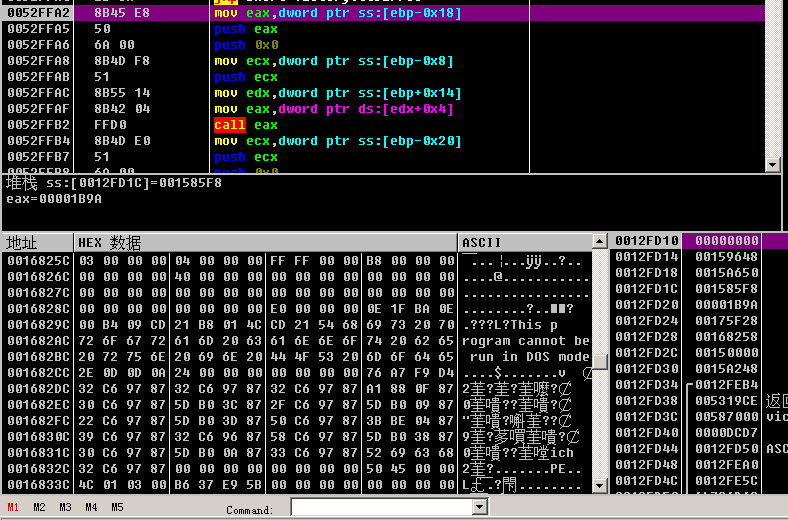 0052FFA2 8B45 E8 mov eax,dword ptr ss:[ebp-0x18]
0052FFA5 50 push eax
0052FFA6 6A 00 push 0x0
0052FFA8 8B4D F8 mov ecx,dword ptr ss:[ebp-0x8]
0052FFAB 51 push ecx
0052FFAC 8B55 14 mov edx,dword ptr ss:[ebp+0x14]
0052FFAF 8B42 04 mov eax,dword ptr ds:[edx+0x4]
0052FFB2 FFD0 call eax
0052FFB4 8B4D E0 mov ecx,dword ptr ss:[ebp-0x20]
0052FFB7 51 push ecx
0052FFB8 6A 00 push 0x0
堆栈 ss:[0012FD1C]=001585F8
eax=00001B9A
地址 HEX 数据 ASCII
0016825C 03 00 00 00 04 00 00 00 FF FF 00 00 B8 00 00 00
0016826C 00 00 00 00 40 00 00 00 00 00 00 00 00 00 00 00 ....@...........
0016827C 00 00 00 00 00 00 00 00 00 00 00 00 00 00 00 00 ................
0016828C 00 00 00 00 00 00 00 00 E0 00 00 00 0E 1F BA 0E
0016829C 00 B4 09 CD 21 B8 01 4C CD 21 54 68 69 73 20 70 .???L?This p
001682AC 72 6F 67 72 61 6D 20 63 61 6E 6E 6F 74 20 62 65 rogram cannot be
001682BC 20 72 75 6E 20 69 6E 20 44 4F 53 20 6D 6F 64 65 run in DOS mode
001682CC 2E 0D 0D 0A 24 00 00 00 00 00 00 00 76 A7 F9 D4
001682DC 32 C6 97 87 32 C6 97 87 32 C6 97 87 A1 88 0F 87
001682EC 30 C6 97 87 5D B0 3C 87 2F C6 97 87 5D B0 09 87
001682FC 22 C6 97 87 5D B0 3D 87 50 C6 97 87 3B BE 04 87
0016830C 39 C6 97 87 32 C6 96 87 58 C6 97 87 5D B0 38 87
0016831C 30 C6 97 87 5D B0 0A 87 33 C6 97 87 52 69 63 68
0016832C 32 C6 97 87 00 00 00 00 00 00 00 00 50 45 00 00
0016833C 4C 01 03 00 B6 37 E9 5B 00 00 00 00 00 00 00 00
0012FD10 00000000
0012FD14 00159648
0012FD18 0015A650
0012FD1C 001585F8
0012FD20 00001B9A
0012FD24 00175F28
0012FD28 00168258
0012FD2C 00150000
0012FD30 0015A248
0012FD34 0012FEB4
0012FD38 005319CE 返回
0012FD3C 00587000 vic
0012FD40 0000DCD7
0012FD44 0012FD50 ASC
0012FD48 0012FEA0
0012FD4C 0012FE5C
M1 M2 M3 M4 M5 Command: